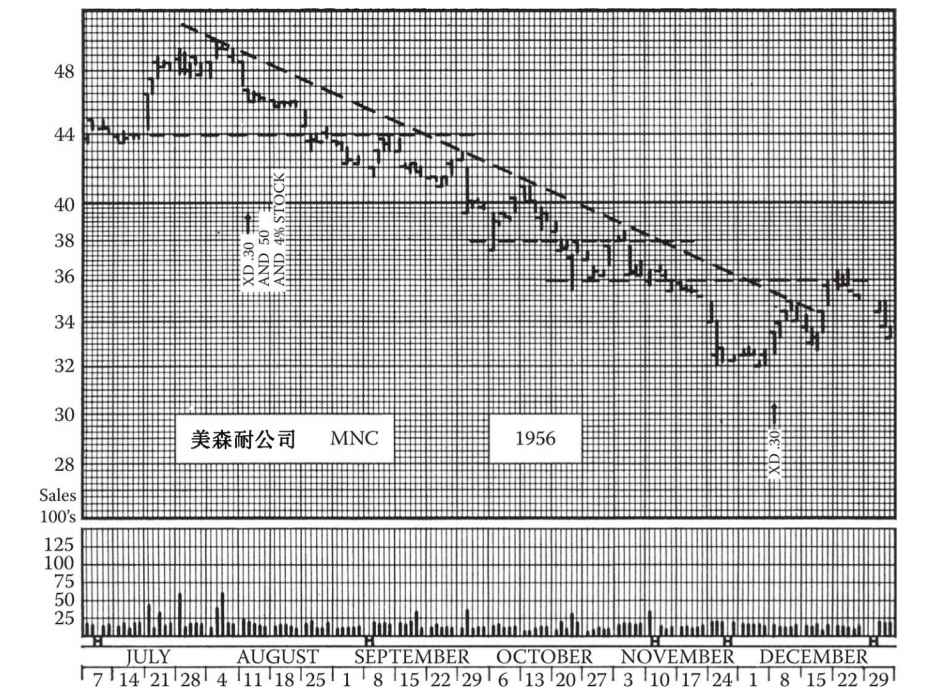 48
44
40
38
36
34
32
30
28
XD .30
AND 50
AND 4% STOCK
XD .30
美森耐公司 MNC
1956
Sales
100's
125
100
75
50
25
H H H H H
JULY AUGUST SEPTEMBER OCTOBER NOVEMBER DECEMBER
7 14 21 28 4 11 18 25 1 8 15 22 29 6 13 20 27 3 10 17 24 1 8 15 22 29